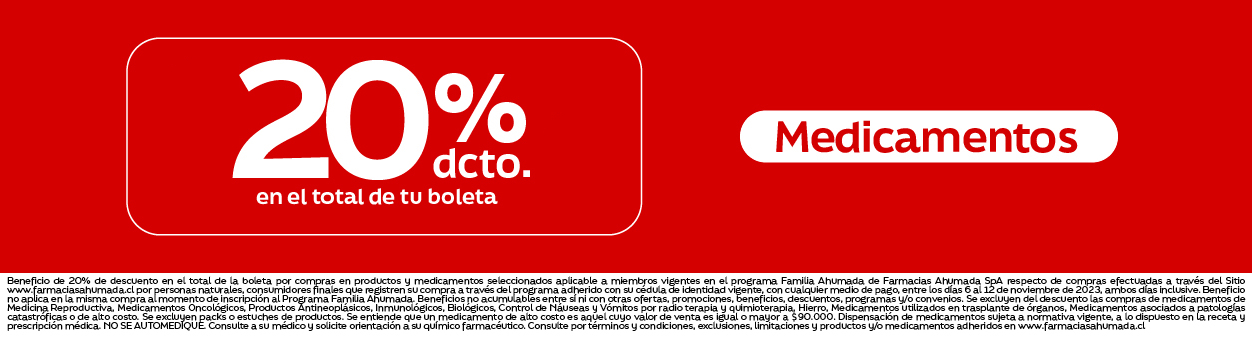 20%
dcto.
en el total de tu boleta
Medicamentos
Beneficio de 20% de descuento en el total de la boleta por compras en productos y medicamentos seleccionados aplicable a miembros vigentes en el programa Familia Ahumada de Farmacias Ahumada SpA respecto de compras efectuadas a través del Sitio
www.farmaciasahumada.cl por personas naturales, consumidores finales que registren su compra a través del programa adherido con su cédula de identidad vigente, con cualquier medio de pago, entre los días 6 al 12 de noviembre de 2023, ambos días inclusive. Beneficio
no aplica en la misma compra al momento de inscripción al Programa Familia Ahumada. Beneficios no acumulables entre sí ni con otras ofertas, promociones, beneficios, descuentos, programas y/o convenios. Se excluyen del descuento las compras de medicamentos de
Medicina Reproductiva, Medicamentos Oncológicos, Productos Antineoplásicos, Inmunológicos, Biológicos, Control de Náuseas y Vómitos por radio terapia y quimioterapia, Hierro, Medicamentos utilizados en trasplante de órganos, Medicamentos asociados a patologías
catastróficas o de alto costo. Se excluyen packs o estuches de productos. Se entiende que un medicamento de alto costo es aquel cuyo valor de venta es igual o mayor a $90.000. Dispensación de medicamentos sujeta a normativa vigente, a lo dispuesto en la receta y
prescripción médica. NO SE AUTOMEDIQUE. Consulte a su médico y solicite orientación a su químico farmacéutico. Consulte por términos y condiciones, exclusiones, limitaciones y productos y/o medicamentos adheridos en www.farmaciasahumada.cl